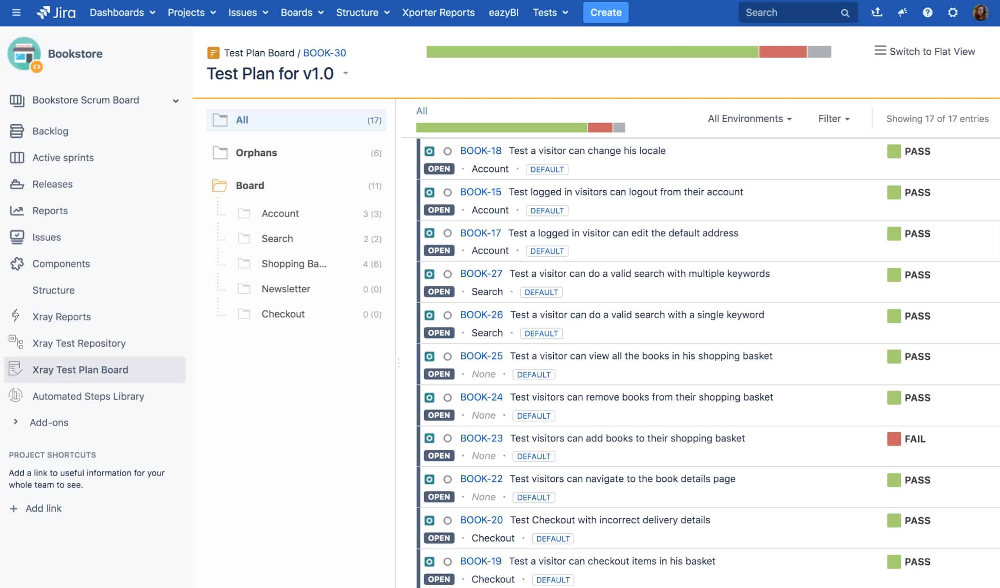 Jira Dashboards Projects Issues Boards Structure Xporter Reports eazyBI Tests Create Search
Bookstore
Bookstore Scrum Board
Backlog
Active sprints
Releases
Reports
Issues
Components
Structure
Xray Reports
Xray Test Repository
Xray Test Plan Board
Automated Steps Library
Add-ons
PROJECT SHORTCUTS
Add a link to useful information for your
whole team to see.
+ Add link
Test Plan Board / BOOK-30
Test Plan for v1.0
Switch to Flat View
All (17)
Orphans (6)
Board (11)
Account 3 (3)
Search 2 (2)
Shopping Ba... 4 (6)
Newsletter 0 (0)
Checkout 0 (0)
All
All Environments Filter Showing 17 of 17 entries
BOOK-18 Test a visitor can change his locale PASS
OPEN · Account · DEFAULT
BOOK-15 Test logged in visitors can logout from their account PASS
OPEN · Account · DEFAULT
BOOK-17 Test a logged in visitor can edit the default address PASS
OPEN · Account · DEFAULT
BOOK-27 Test a visitor can do a valid search with multiple keywords PASS
OPEN · Search · DEFAULT
BOOK-26 Test a visitor can do a valid search with a single keyword PASS
OPEN · Search · DEFAULT
BOOK-25 Test a visitor can view all the books in his shopping basket PASS
OPEN · None · DEFAULT
BOOK-24 Test visitors can remove books from their shopping basket PASS
OPEN · None · DEFAULT
BOOK-23 Test visitors can add books to their shopping basket FAIL
OPEN · None · DEFAULT
BOOK-22 Test visitors can navigate to the book details page PASS
OPEN · None · DEFAULT
BOOK-20 Test Checkout with incorrect delivery details PASS
OPEN · Checkout · DEFAULT
BOOK-19 Test a visitor can checkout items in his basket PASS
OPEN · Checkout · DEFAULT